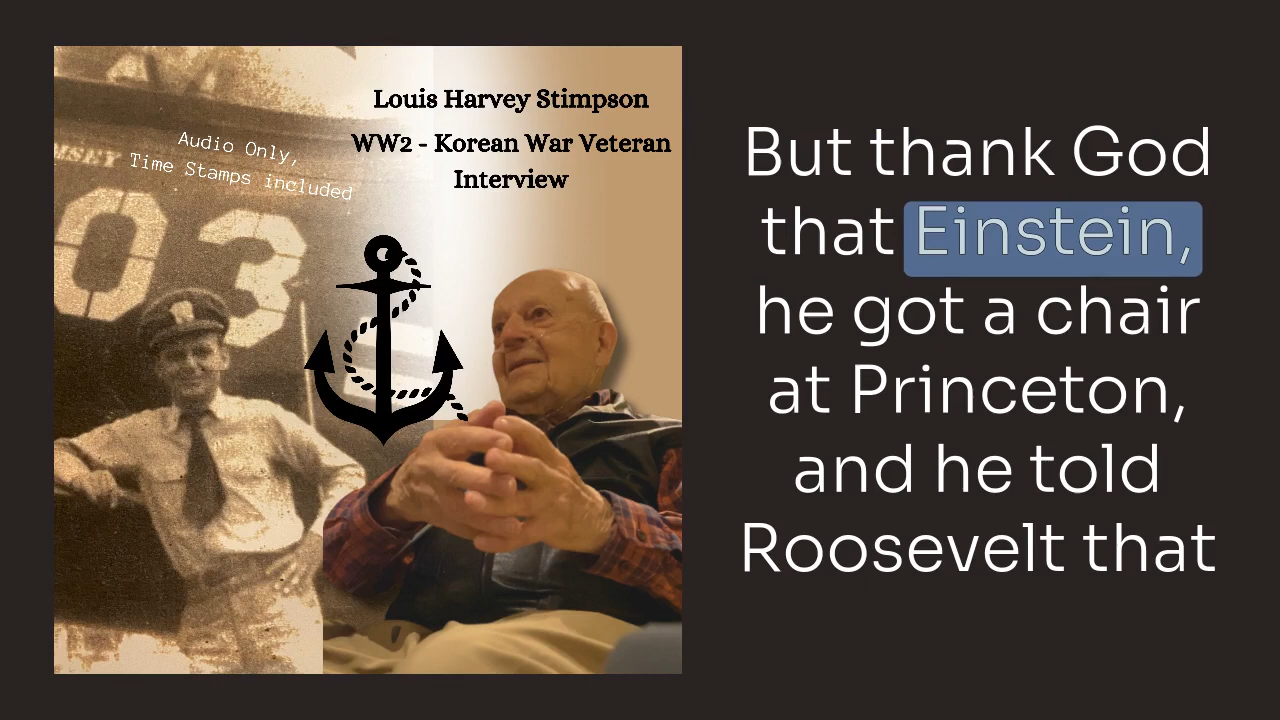 Louis Harvey Stimpson
WW2 - Korean War Veteran
Interview
Audio Only,
Time Stamps included
MSEY
03
But thank God
that Einstein,
he got a chair
at Princeton,
and he told
Roosevelt that